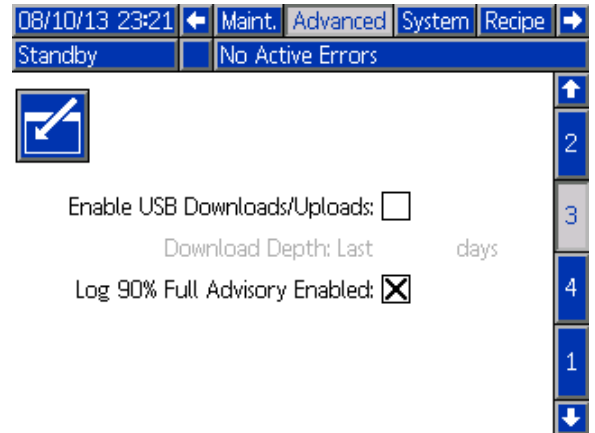 08/10/13 23:21 Maint. Advanced System Recipe
Standby No Active Errors
2
Enable USB Downloads/Uploads:
3
Download Depth: Last days
Log 90% Full Advisory Enabled:
4
1